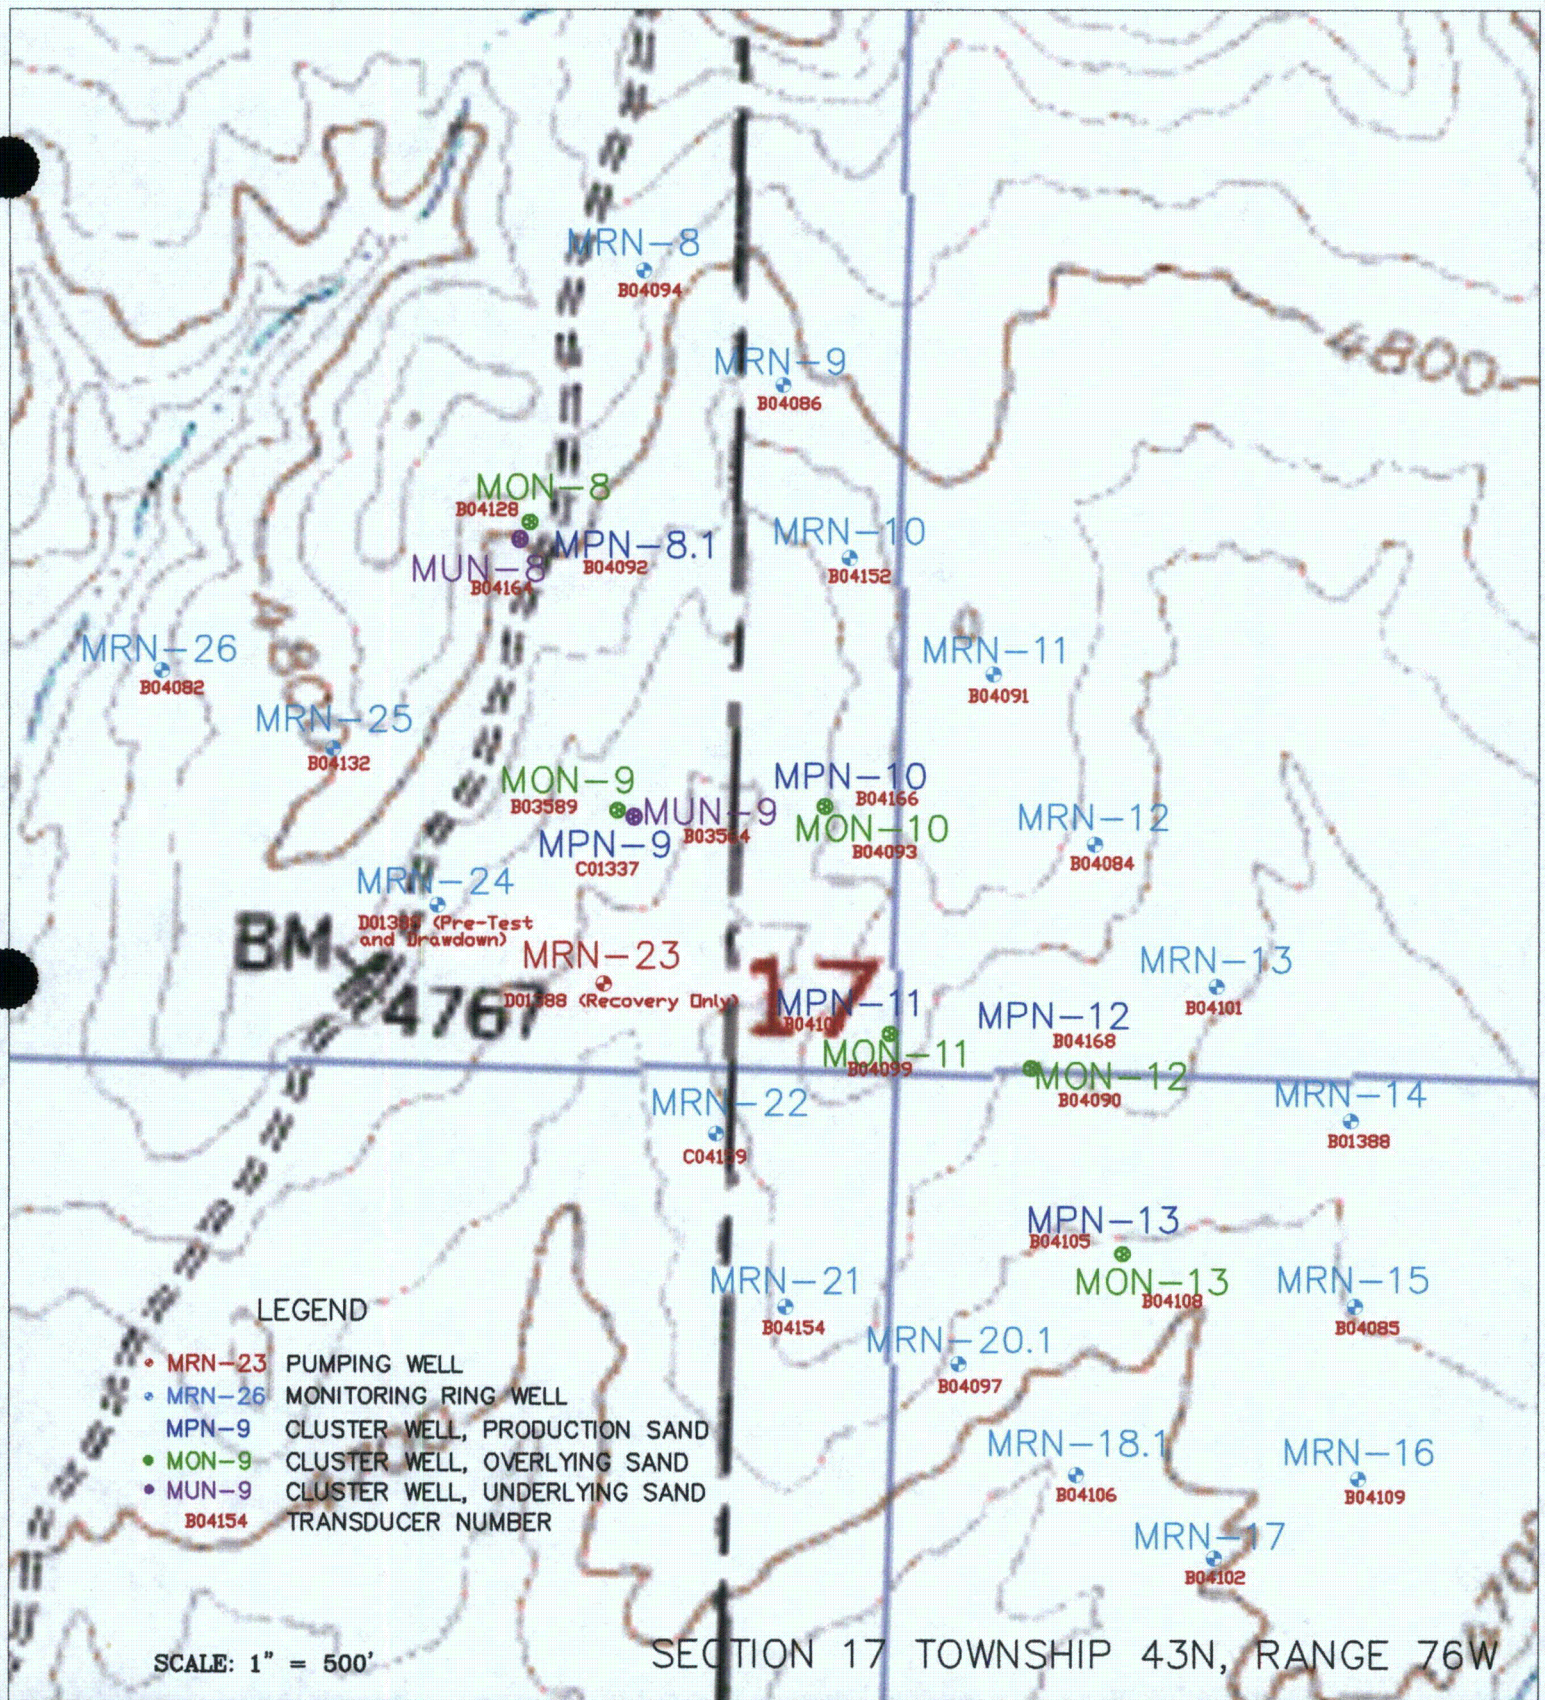 MRN-8
B04094
4800
MRN-9
B04086
MON-8
B04128
MRN-10
B04152
MPN-8.1
B04092
MUN-8
B04164
MRN-26
B04082
480
MRN-11
B04091
MRN-25
B04132
MON-9
B03589
MUN-9
MPN-9
C01337
MPN-10
B04166
MON-10
B04093
MRN-12
B04084
MRN-24
(Pre-Test
and Drawdown)
BM
4767
MRN-23
D01388 (Recovery Only)
17
MRN-13
B04101
MPN-11
MON-11
B04099
MPN-12
B04168
MON-12
B04090
MRN-22
MRN-14
B01388
MPN-13
B04105
MON-13
B04108
MRN-21
B04154
MRN-15
B04085
MRN-20.1
B04097
MRN-18.1
B04106
MRN-16
B04109
MRN-17
B04102
LEGEND
MRN-23 PUMPING WELL
MRN-26 MONITORING RING WELL
MPN-9 CLUSTER WELL, PRODUCTION SAND
MON-9 CLUSTER WELL, OVERLYING SAND
MUN-9 CLUSTER WELL, UNDERLYING SAND
B04154 TRANSDUCER NUMBER
SCALE: 1" = 500'
SECTION 17 TOWNSHIP 43N, RANGE 76W